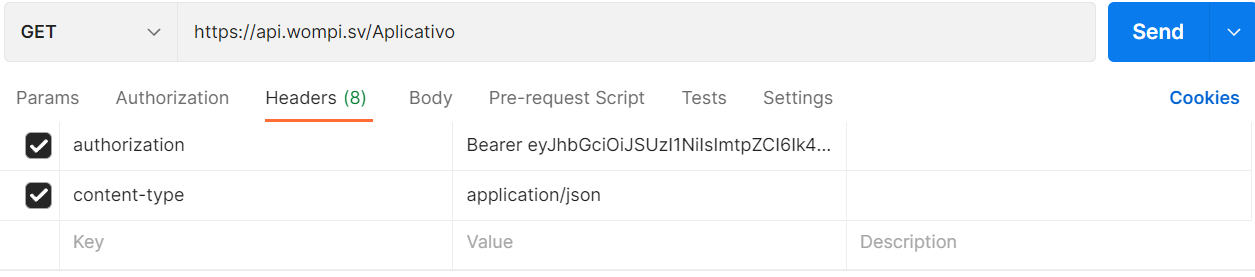 GET https://api.wompi.sv/Aplicativo Send
Params Authorization Headers (8) Body Pre-request Script Tests Settings Cookies
authorization Bearer eyJhbGciOiJSUzI1NiIsImtpZCI6Ik4...
content-type application/json
Key Value Description